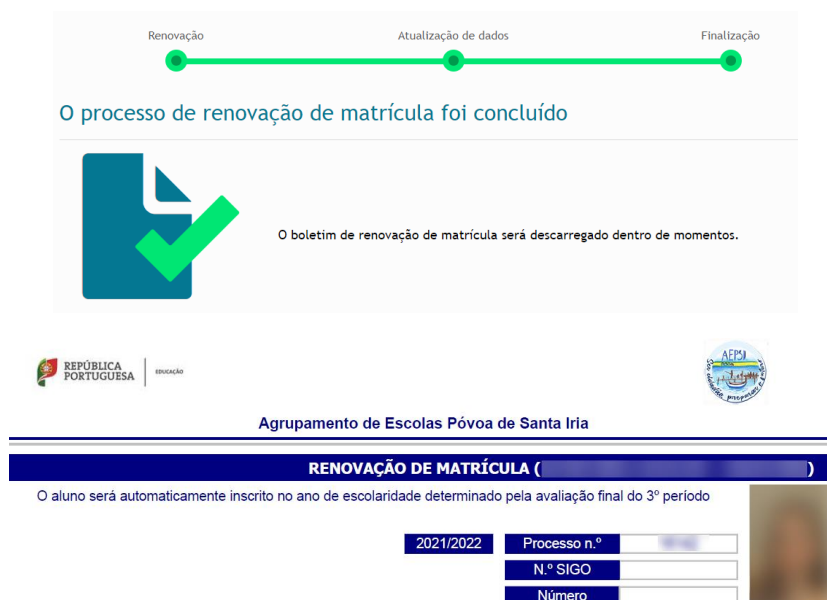 Renovação
Atualização de dados
Finalização
O processo de renovação de matrícula foi concluído
O boletim de renovação de matrícula será descarregado dentro de momentos.
REPÚBLICA
PORTUGUESA
EDUCAÇÃO
AEPSI
Agrupamento de Escolas Póvoa de Santa Iria
RENOVAÇÃO DE MATRÍCULA ( )
O aluno será automaticamente inscrito no ano de escolaridade determinado pela avaliação final do 3º período
2021/2022
Processo n.º
N.º SIGO
Número